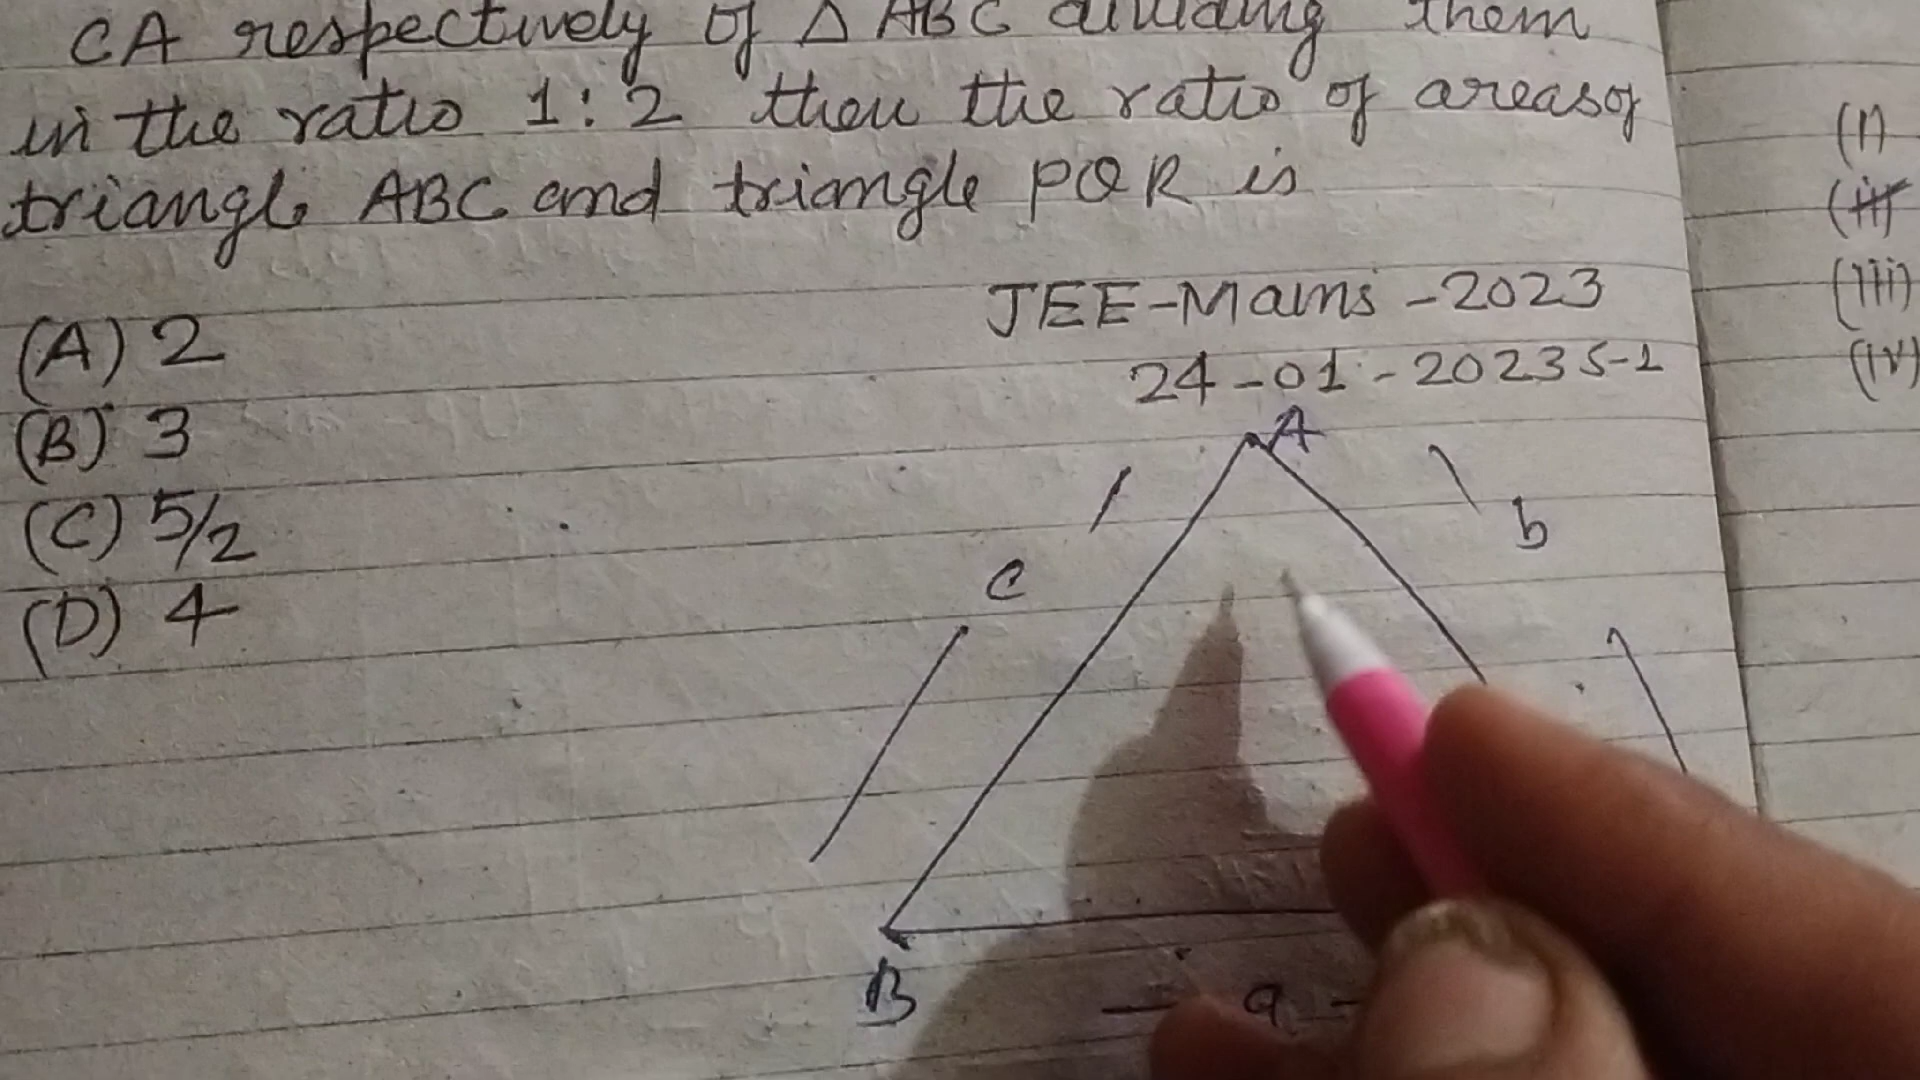 CA respectively of △ ABC dividing them
in the ratio 1:2 then the ratio of areas of
triangle ABC and triangle PQR is
JEE-Mains-2023
24-01-2023 S-1
(A) 2
(B) 3
(C) 5/2
(D) 4
A
b
c
B
a
(I)
(ii)
(iii)
(iv)